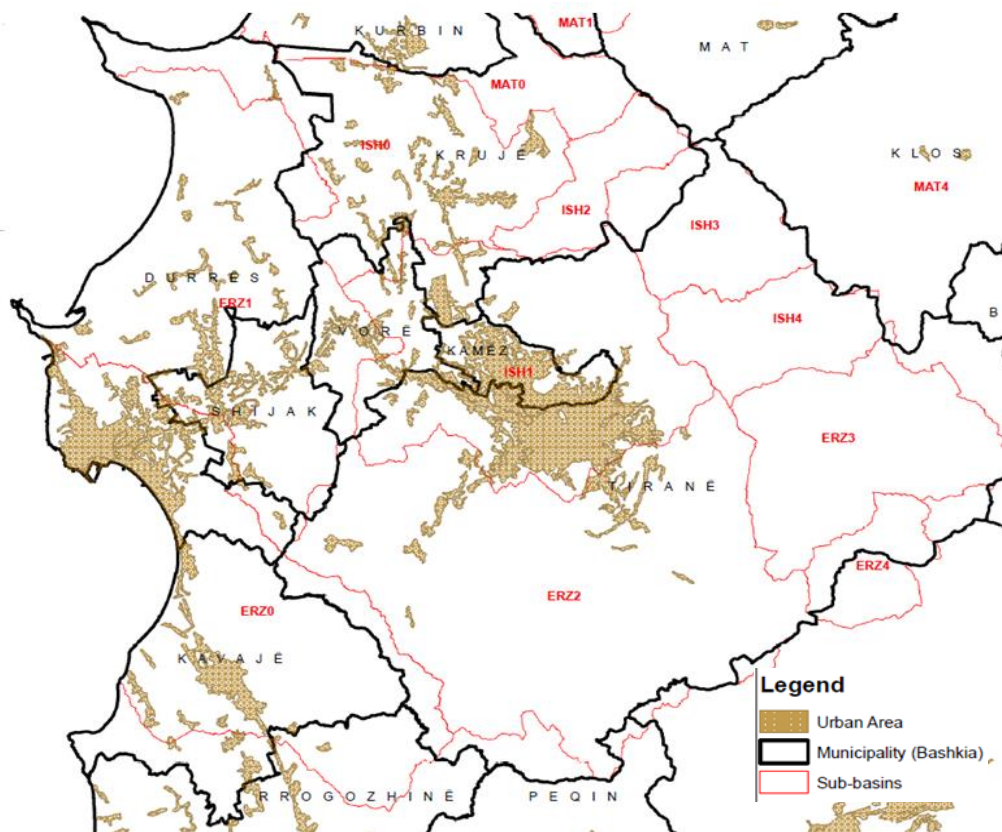 MAT1
KURBIN
MAT
MAT0
ISH0
KRUJË
KLOS
MAT4
ISH2
ISH3
DURRËS
ERZ1
ISH4
B
VORË
KAMËZ
ISH1
SHIJAK
ERZ3
TIRANË
ERZ4
ERZ2
ERZ0
KAVAJË
Legend
Urban Area
Municipality (Bashkia)
Sub-basins
RROGOZHINË
PEQIN